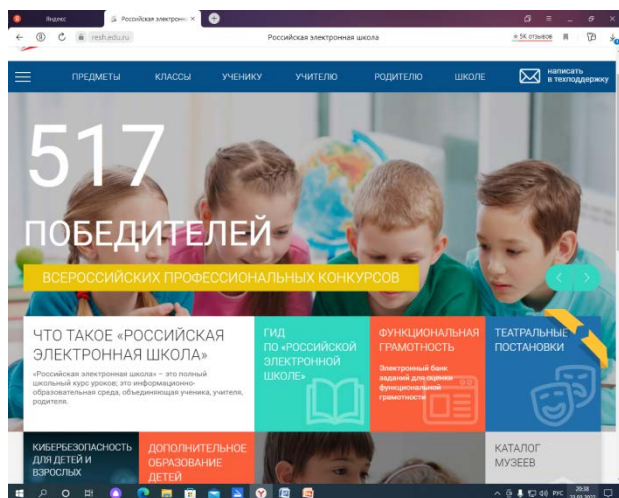 Яндекс
Российская электронн
resh.edu.ru
Российская электронная школа
5К отзывов
ПРЕДМЕТЫ
КЛАССЫ
УЧЕНИКУ
УЧИТЕЛЮ
РОДИТЕЛЮ
ШКОЛЕ
написать
в техподдержку
517
ПОБЕДИТЕЛЕЙ
ВСЕРОССИЙСКИХ ПРОФЕССИОНАЛЬНЫХ КОНКУРСОВ
ЧТО ТАКОЕ «РОССИЙСКАЯ
ЭЛЕКТРОННАЯ ШКОЛА»
«Российская электронная школа» – это полный
школьный курс уроков; это информационно-
образовательная среда, объединяющая ученика, учителя,
родителя.
ГИД
ПО «РОССИЙСКОЙ
ЭЛЕКТРОННОЙ
ШКОЛЕ»
ФУНКЦИОНАЛЬНАЯ
ГРАМОТНОСТЬ
Электронный банк
заданий для оценки
функциональной
грамотности
ТЕАТРАЛЬНЫЕ
ПОСТАНОВКИ
КИБЕРБЕЗОПАСНОСТЬ
ДЛЯ ДЕТЕЙ И
ВЗРОСЛЫХ
ДОПОЛНИТЕЛЬНОЕ
ОБРАЗОВАНИЕ
ДЕТЕЙ
КАТАЛОГ
МУЗЕЕВ
РУС
20:58